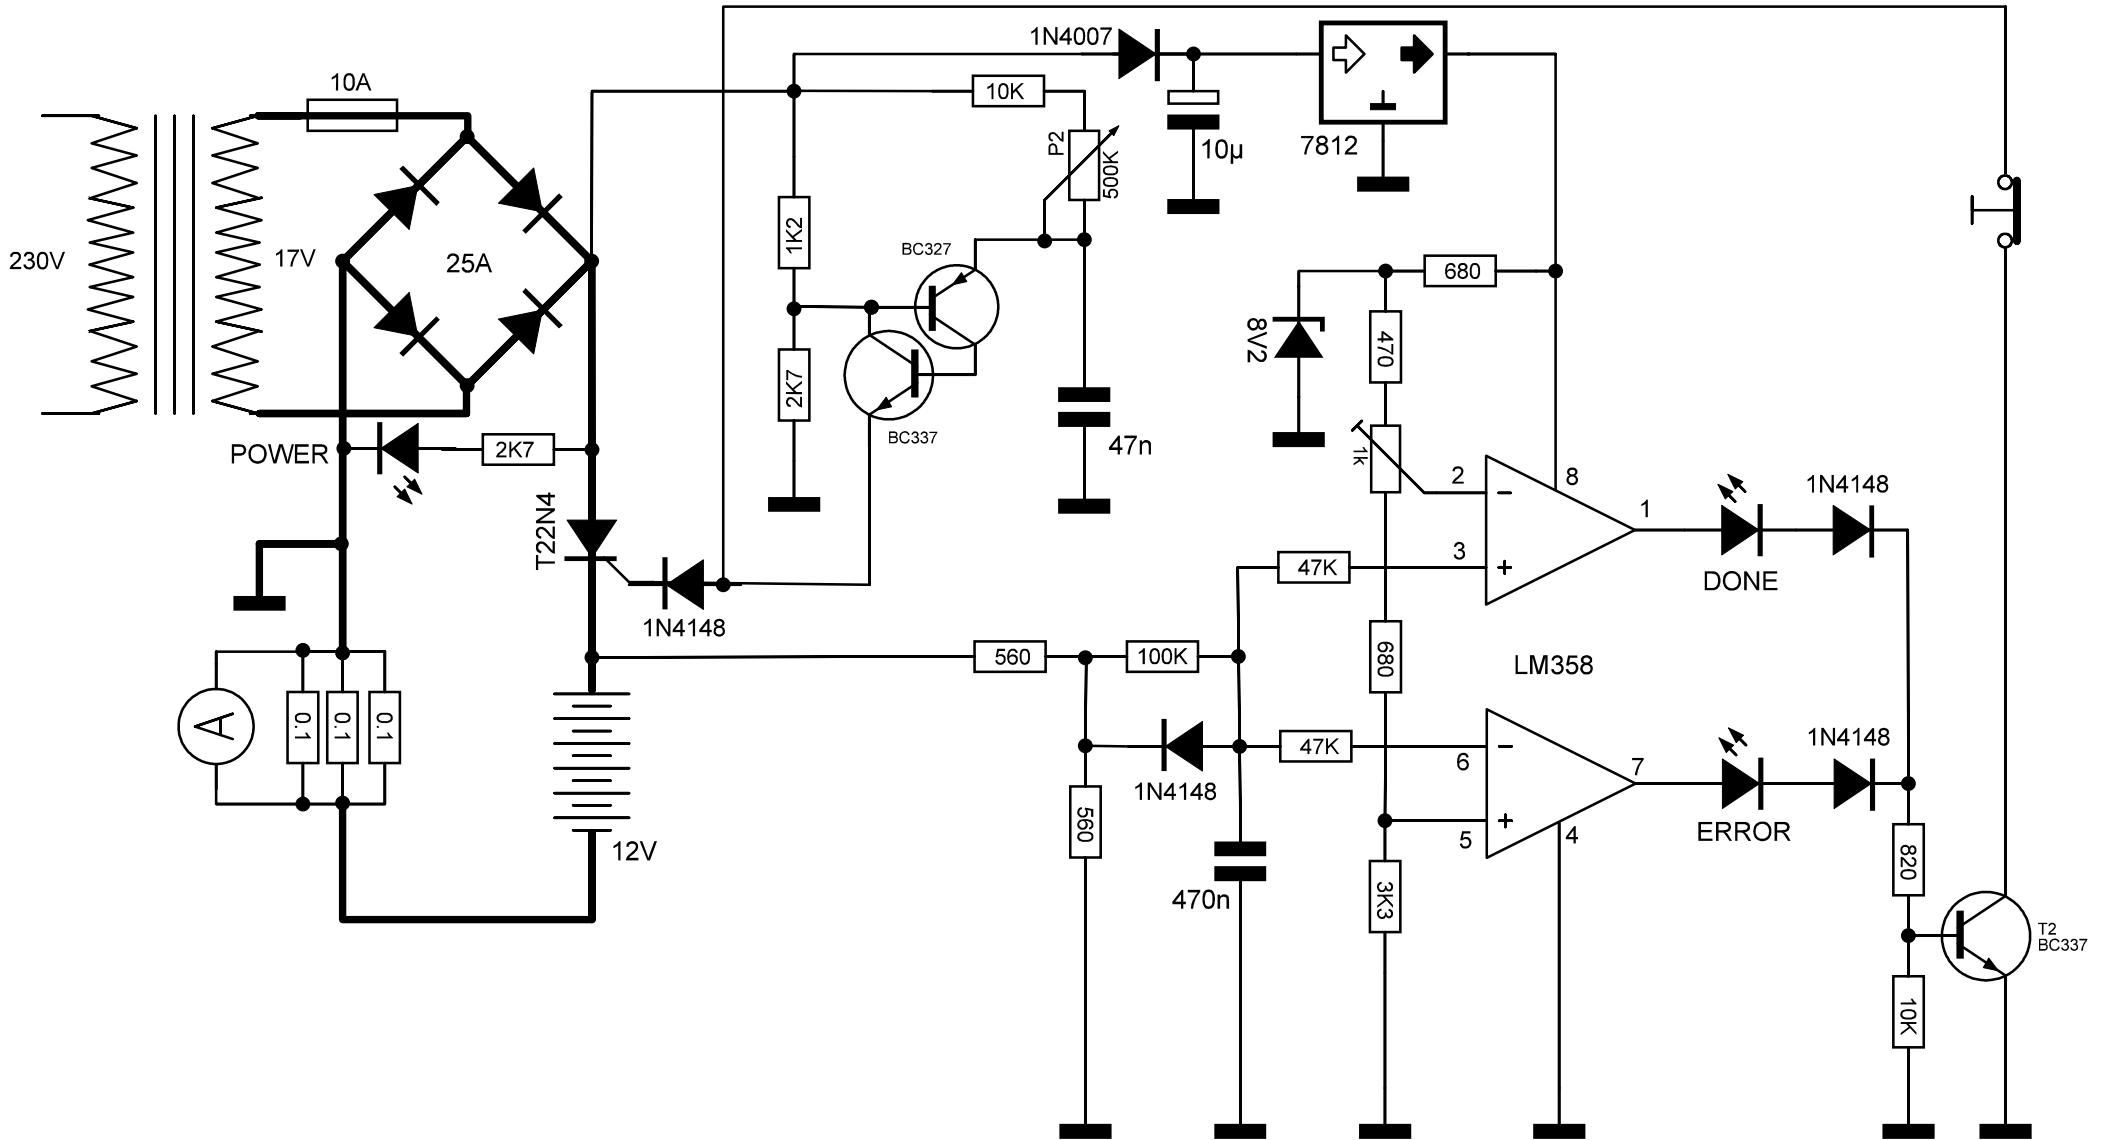 1N4007
10A
10K
P2
500K
10µ
7812
230V
17V
25A
1K2
BC327
680
8V2
470
2K7
BC337
POWER
2K7
47n
1k
2
8
1N4148
T22N4
1
3
47K
DONE
1N4148
560
100K
680
LM358
A
0.1
0.1
0.1
1N4148
47K
6
7
1N4148
560
5
4
ERROR
12V
820
470n
3K3
T2
BC337
10K